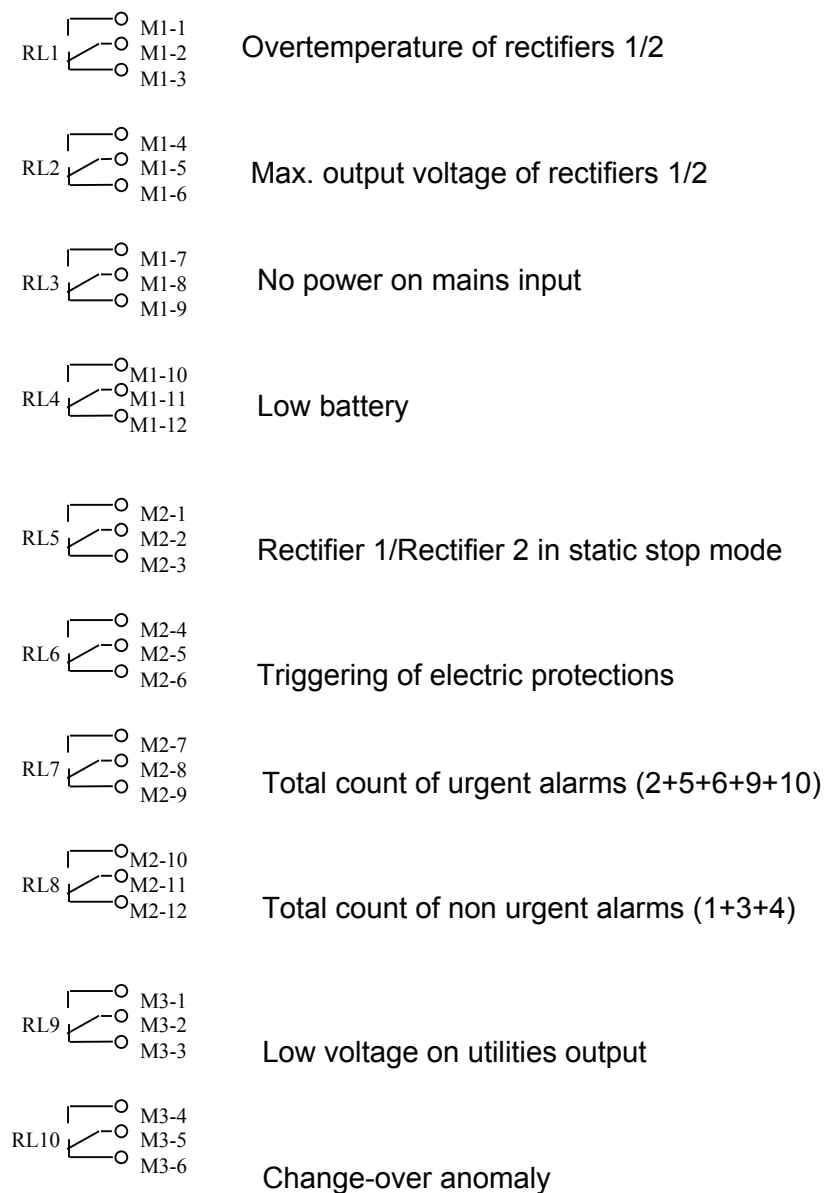 M1-1
RL1 M1-2 Overtemperature of rectifiers 1/2
M1-3
M1-4
RL2 M1-5 Max. output voltage of rectifiers 1/2
M1-6
M1-7
RL3 M1-8 No power on mains input
M1-9
M1-10
RL4 M1-11 Low battery
M1-12
M2-1
RL5 M2-2 Rectifier 1/Rectifier 2 in static stop mode
M2-3
M2-4
RL6 M2-5
M2-6 Triggering of electric protections
M2-7
RL7 M2-8
M2-9 Total count of urgent alarms (2+5+6+9+10)
M2-10
RL8 M2-11
M2-12 Total count of non urgent alarms (1+3+4)
M3-1
RL9 M3-2
M3-3 Low voltage on utilities output
M3-4
RL10 M3-5
M3-6 Change-over anomaly